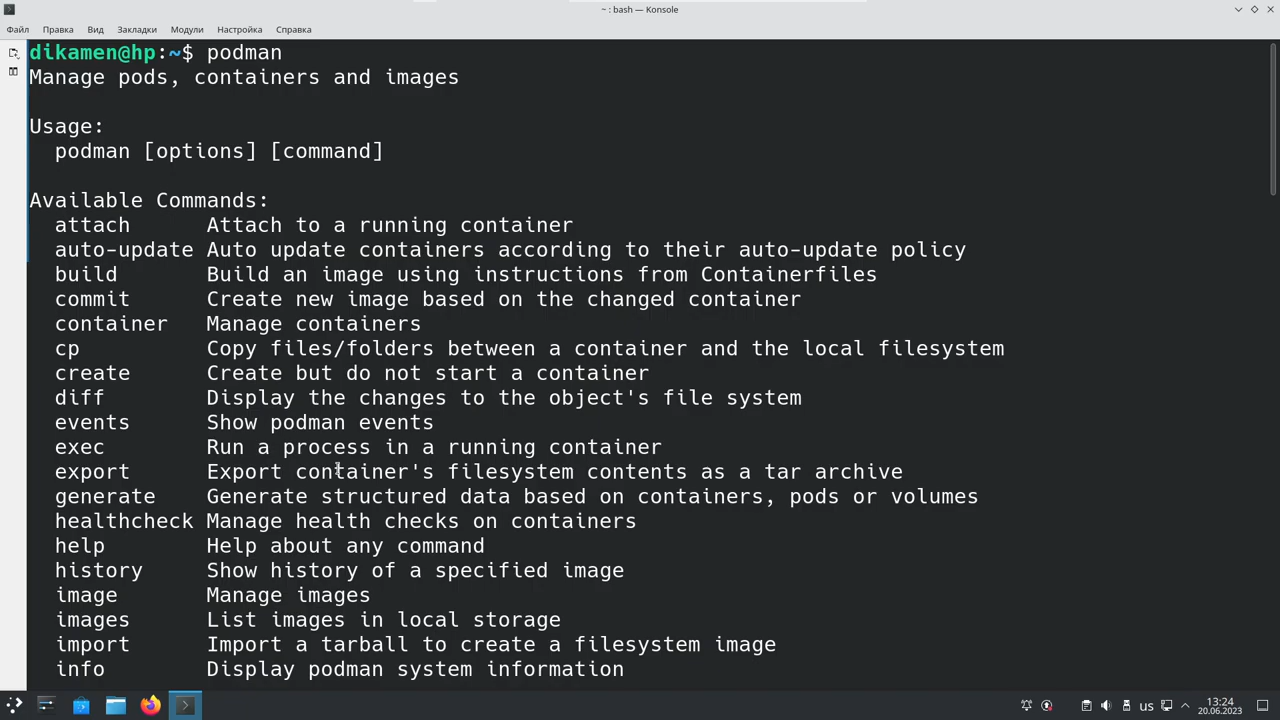 ~ : bash — Konsole
Файл Правка Вид Закладки Модули Настройка Справка
dikamen@hp:~$ podman
Manage pods, containers and images
Usage:
podman [options] [command]
Available Commands:
attach Attach to a running container
auto-update Auto update containers according to their auto-update policy
build Build an image using instructions from Containerfiles
commit Create new image based on the changed container
container Manage containers
cp Copy files/folders between a container and the local filesystem
create Create but do not start a container
diff Display the changes to the object's file system
events Show podman events
exec Run a process in a running container
export Export container's filesystem contents as a tar archive
generate Generate structured data based on containers, pods or volumes
healthcheck Manage health checks on containers
help Help about any command
history Show history of a specified image
image Manage images
images List images in local storage
import Import a tarball to create a filesystem image
info Display podman system information
us 13:24
20.06.2023